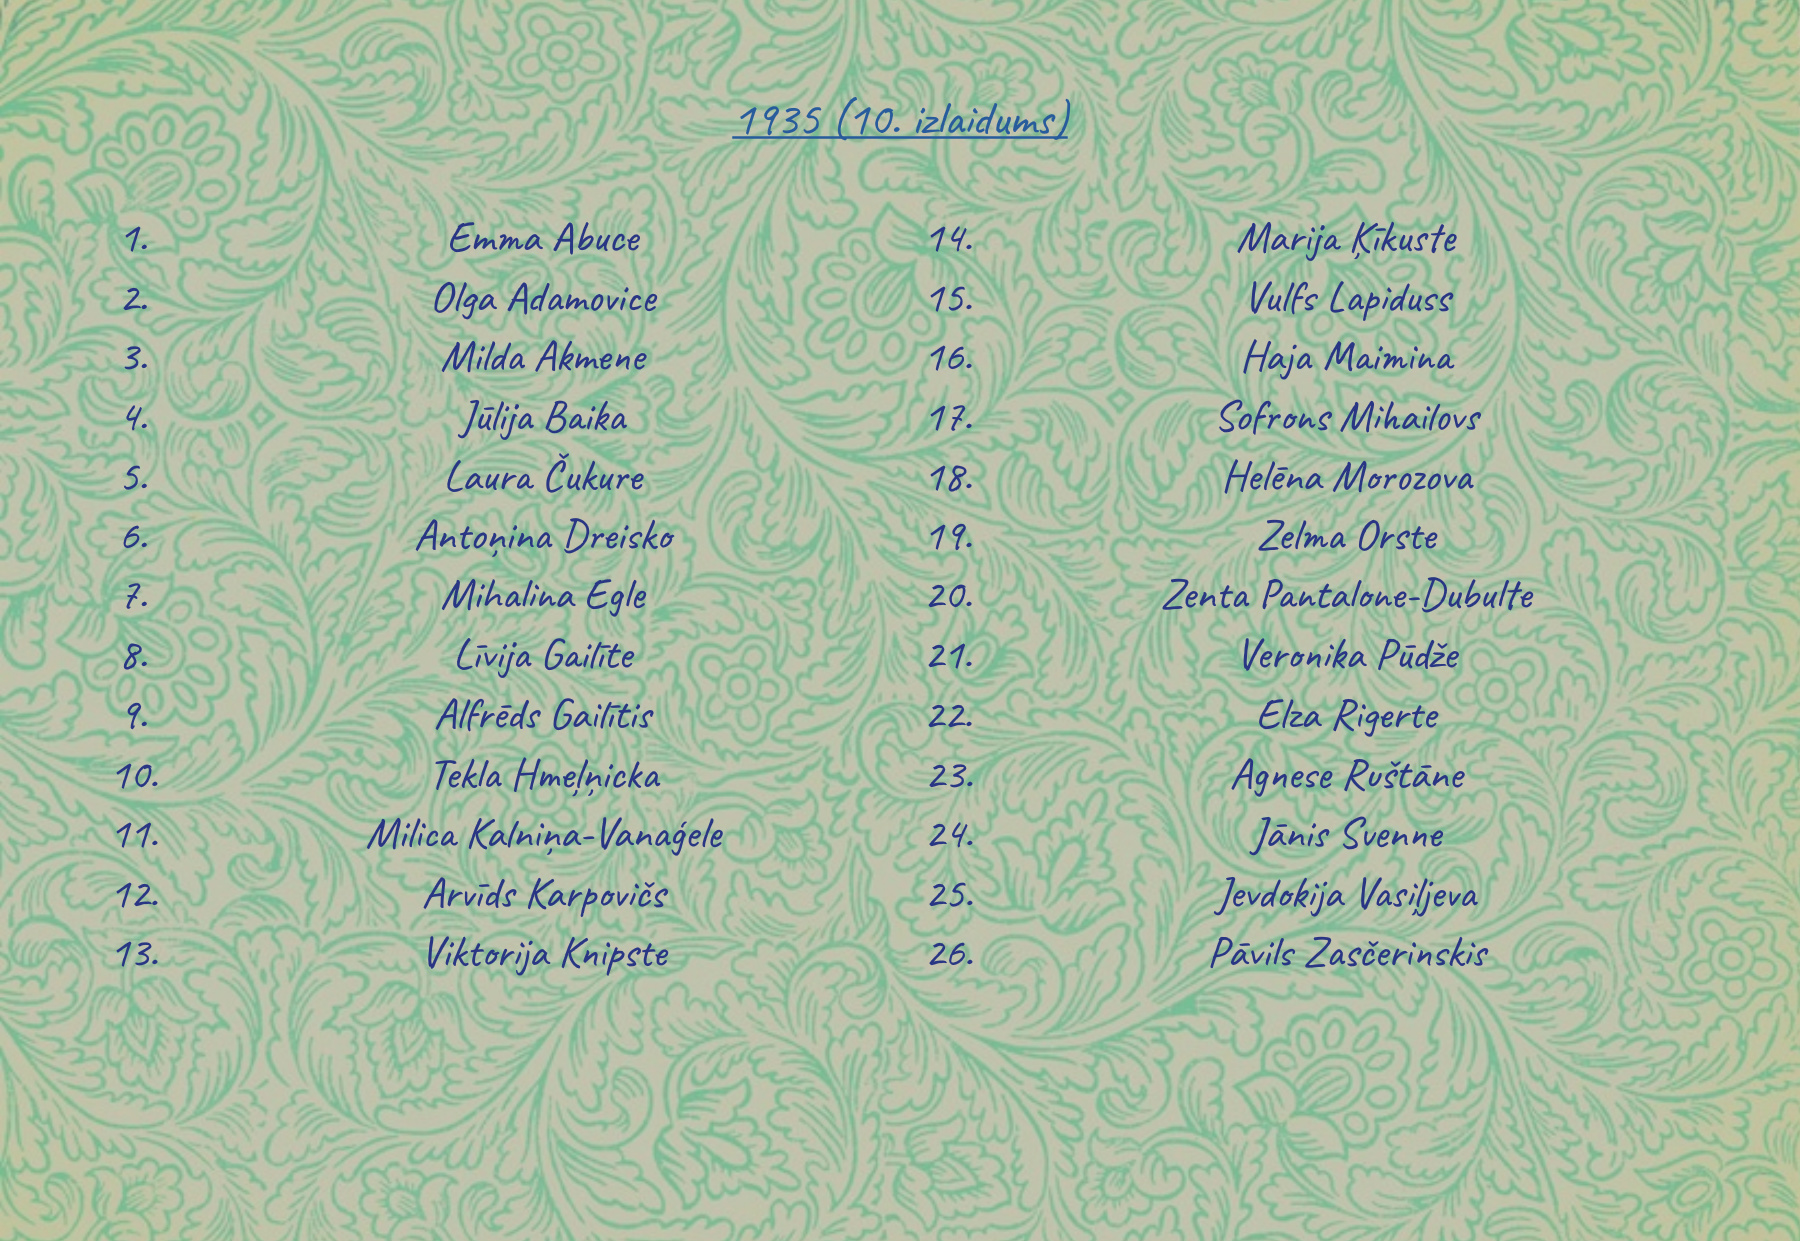 1935 (10. izlaidums)
1. Emma Abuce
2. Olga Adamovice
3. Milda Akmene
4. Jūlija Baika
5. Laura Čukure
6. Antoņina Dreisko
7. Mihalina Egle
8. Līvija Gailīte
9. Alfrēds Gailītis
10. Tekla Hmeļņicka
11. Milica Kalniņa-Vanaģele
12. Arvīds Karpovičs
13. Viktorija Knipste
14. Marija Ķīkuste
15. Vulfs Lapiduss
16. Haja Maimina
17. Sofrons Mihailovs
18. Helēna Morozova
19. Zelma Orste
20. Zenta Pantalone-Dubulte
21. Veronika Pūdže
22. Elza Rigerte
23. Agnese Ruštāne
24. Jānis Svenne
25. Jevdokija Vasiļjeva
26. Pāvils Zasčerinskis